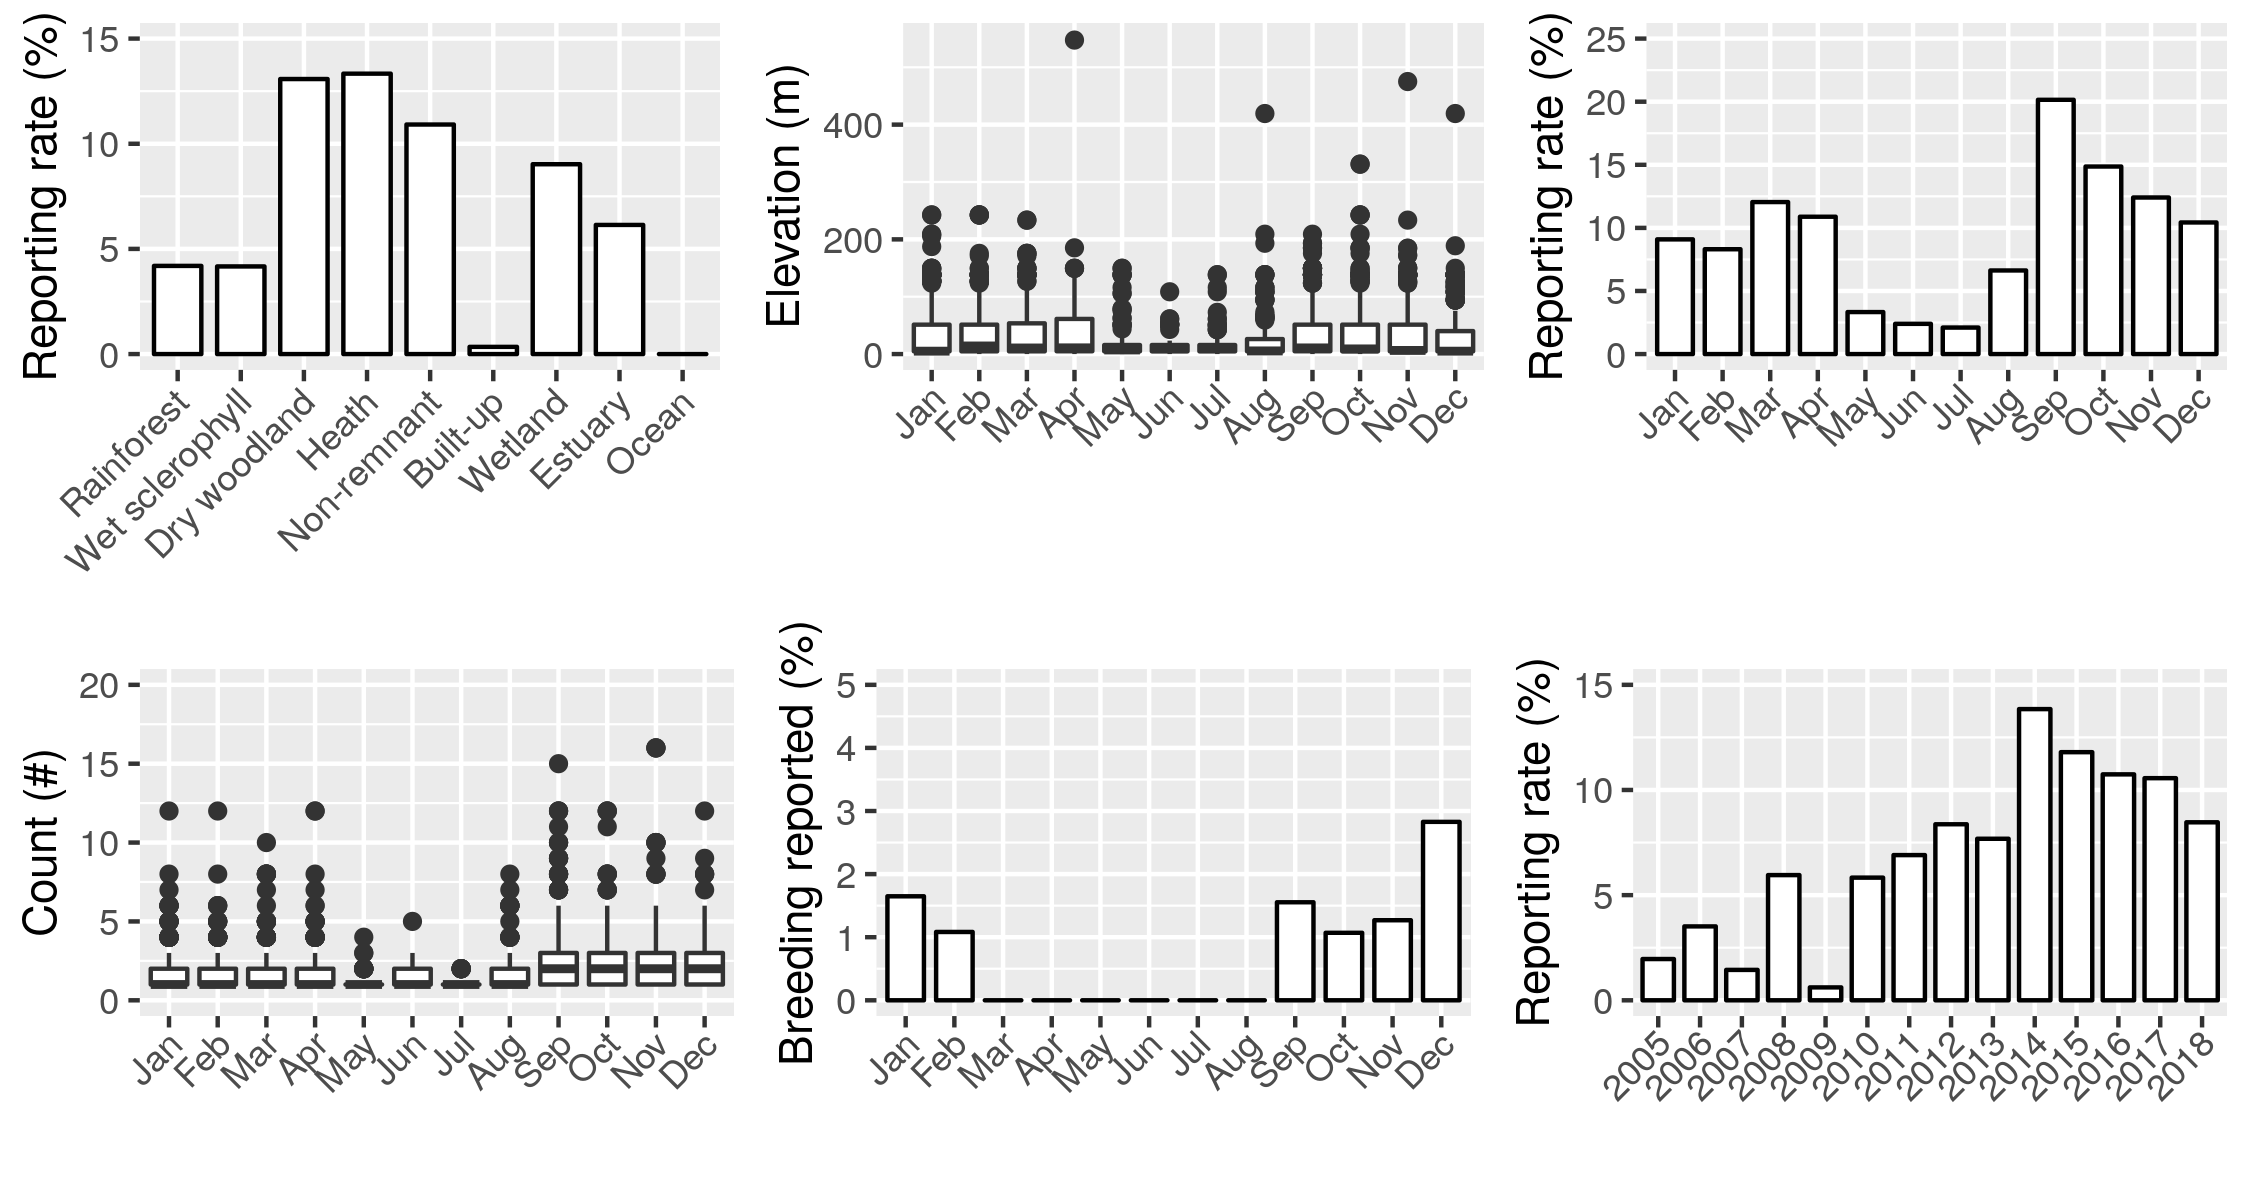 Reporting rate (%)
15
10
5
0
Rainforest
Wet sclerophyll
Dry woodland
Heath
Non-remnant
Built-up
Wetland
Estuary
Ocean
Elevation (m)
400
200
0
Jan
Feb
Mar
Apr
May
Jun
Jul
Aug
Sep
Oct
Nov
Dec
Reporting rate (%)
25
20
15
10
5
0
Jan
Feb
Mar
Apr
May
Jun
Jul
Aug
Sep
Oct
Nov
Dec
Count (#)
20
15
10
5
0
Jan
Feb
Mar
Apr
May
Jun
Jul
Aug
Sep
Oct
Nov
Dec
Breeding reported (%)
5
4
3
2
1
0
Jan
Feb
Mar
Apr
May
Jun
Jul
Aug
Sep
Oct
Nov
Dec
Reporting rate (%)
15
10
5
0
2005
2006
2007
2008
2009
2010
2011
2012
2013
2014
2015
2016
2017
2018